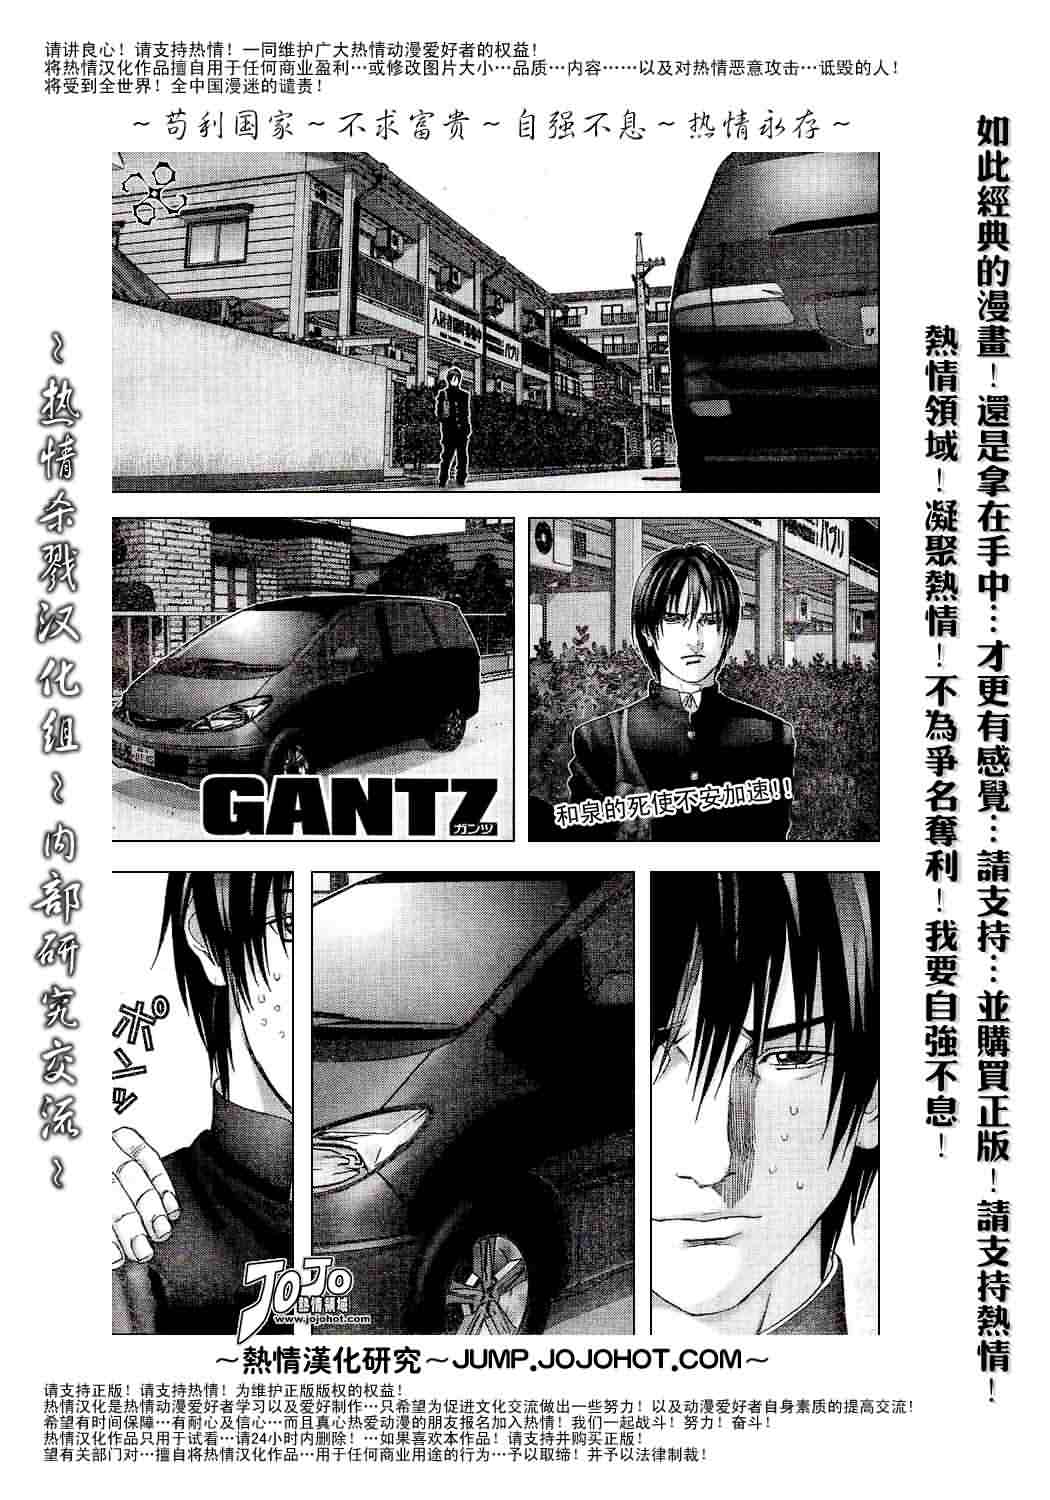 请讲良心！请支持热情！一同维护广大热情动漫爱好者的权益！
将热情汉化作品擅自用于任何商业盈利…或修改图片大小…品质…内容……以及对热情恶意攻击…诋毁的人！
将受到全世界！全中国漫迷的谴责！
～苟利国家～不求富贵～自强不息～热情永存～
如此經典的漫畫！還是拿在手中…才更有感覺…請支持…並購買正版！請支持熱情！
熱情領域！凝聚熱情！不為爭名奪利！我要自強不息！
～热情杀戮汉化组～内部研究交流～
パプリ
パプリ
GANTZ
ガンツ
和泉的死使不安加速!!
ポンッ
JOJO
熱情領域
www.jojohot.com
～熱情漢化研究～JUMP.JOJOHOT.COM～
请支持正版！请支持热情！为维护正版版权的权益！
热情汉化是热情动漫爱好者学习以及爱好制作…只希望为促进文化交流做出一些努力！以及动漫爱好者自身素质的提高交流！
希望有时间保障…有耐心及信心…而且真心热爱动漫的朋友报名加入热情！我们一起战斗！努力！奋斗！
热情汉化作品只用于试看…请24小时内删除！…如果喜欢本作品！请支持并购买正版！
望有关部门对…擅自将热情汉化作品…用于任何商业用途的行为…予以取缔！并予以法律制裁！